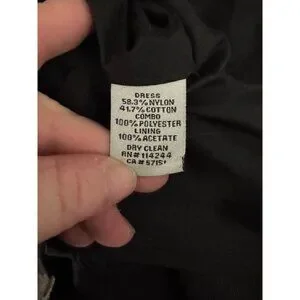 DRESS
58.3% NYLON
41.7% COTTON
COMBO
100% POLYESTER
LINING
100% ACETATE
DRY CLEAN
RN# 114244